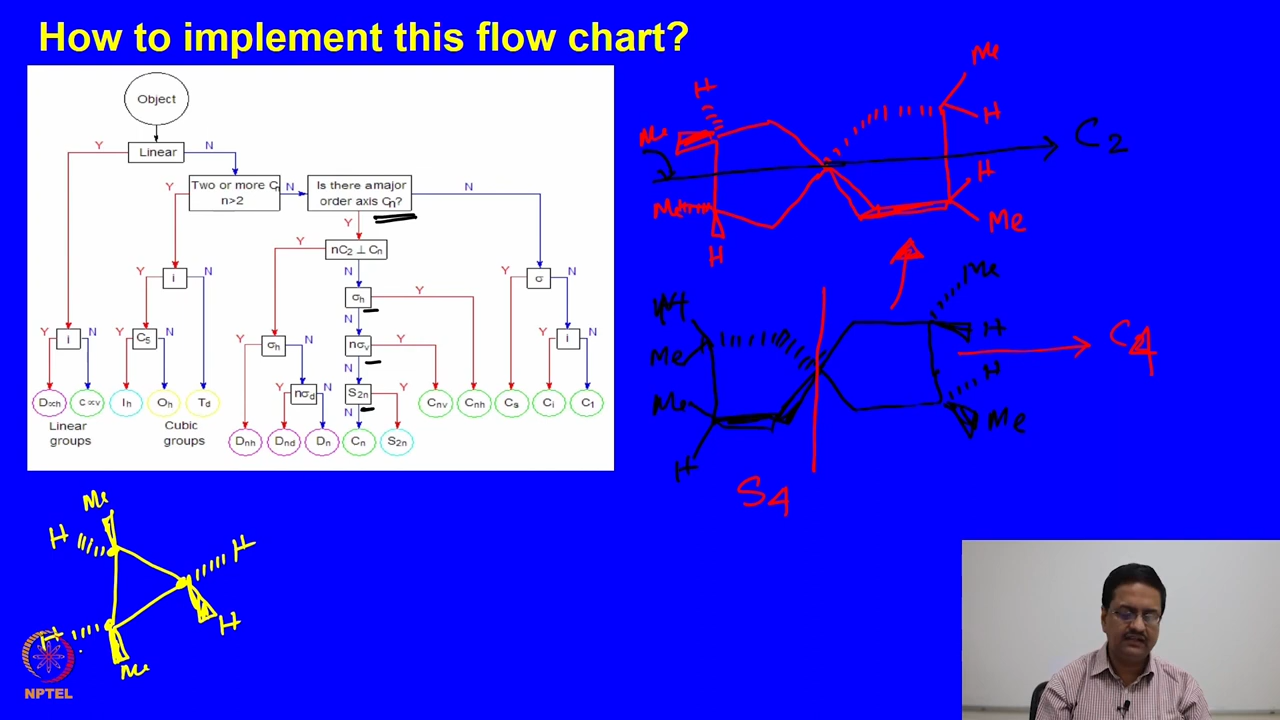 How to implement this flow chart?
Object
Y Linear N
Y Two or more Cn n>2 N
Is there a major order axis Cn? N
Y
Y nC2 ⊥ Cn
N
Y i N
σh Y
Y σ N
N
Y i N
Y C5 N
Y σh N
nσv Y
Y i N
N
Y nσd N
S2n Y
N
D∝h C∝v Ih Oh Td Cnv Cnh Cs Ci C1
Linear groups
Cubic groups
Dnh Dnd Dn Cn S2n
Me
H
H
Me
C2
H
Me
H
Me
Me
H
Me
C4
H
Me
Me
H
S4
Me
H
H
H
H
Me
NPTEL